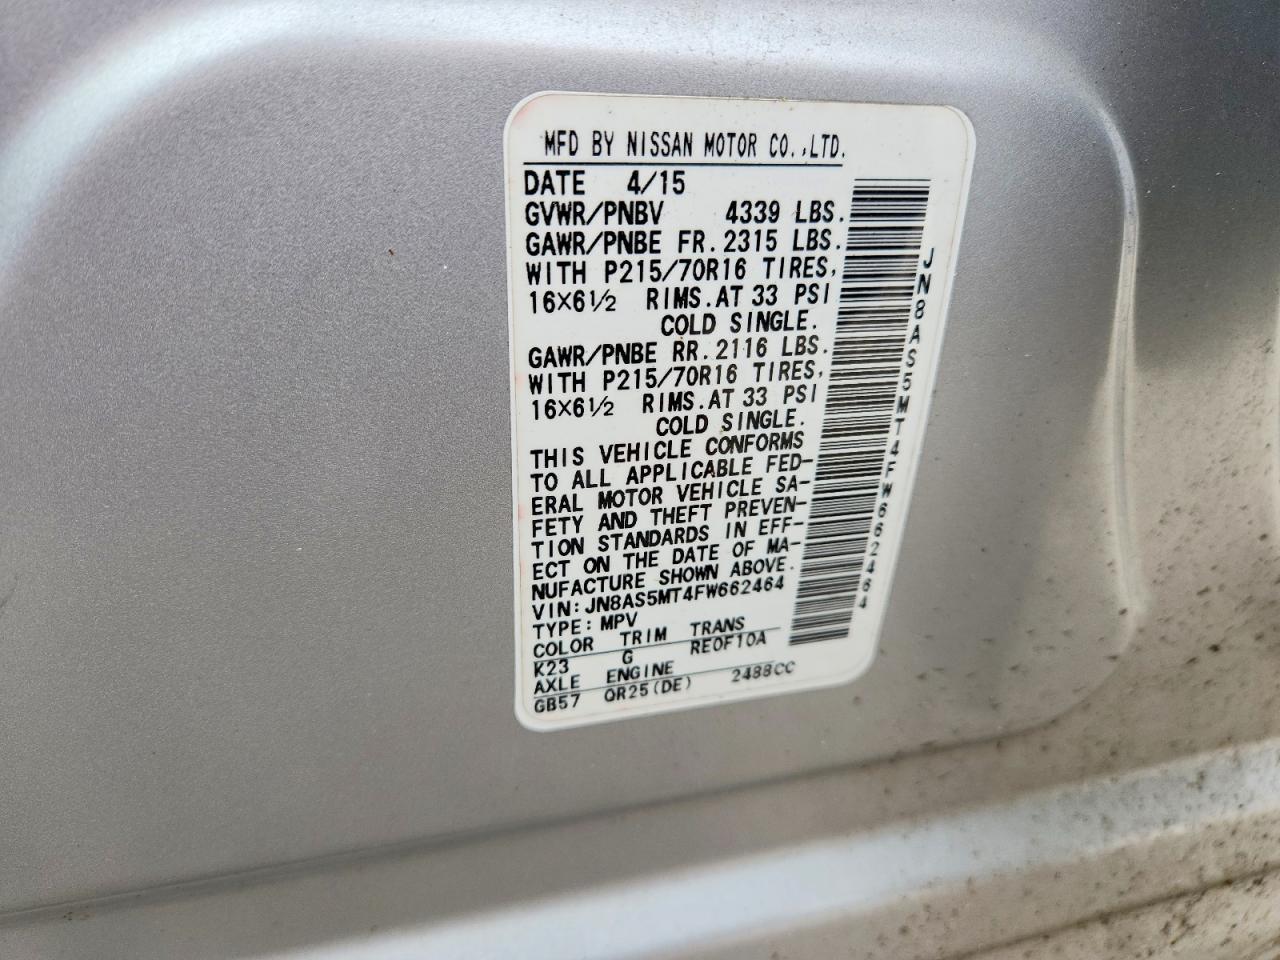 MFD BY NISSAN MOTOR CO.,LTD.
DATE 4/15
GVWR/PNBV 4339 LBS.
GAWR/PNBE FR. 2315 LBS.
WITH P215/70R16 TIRES,
16X6½ RIMS.AT 33 PSI
COLD SINGLE.
GAWR/PNBE RR. 2116 LBS.
WITH P215/70R16 TIRES,
16X6½ RIMS.AT 33 PSI
COLD SINGLE.
THIS VEHICLE CONFORMS
TO ALL APPLICABLE FED-
ERAL MOTOR VEHICLE SA-
FETY AND THEFT PREVEN-
TION STANDARDS IN EFF-
ECT ON THE DATE OF MA-
NUFACTURE SHOWN ABOVE.
VIN: JN8AS5MT4FW662464
TYPE: MPV
COLOR TRIM TRANS
K23 G RE0F10A
AXLE ENGINE
GB57 QR25(DE) 2488CC
JN8AS5MT4FW662464